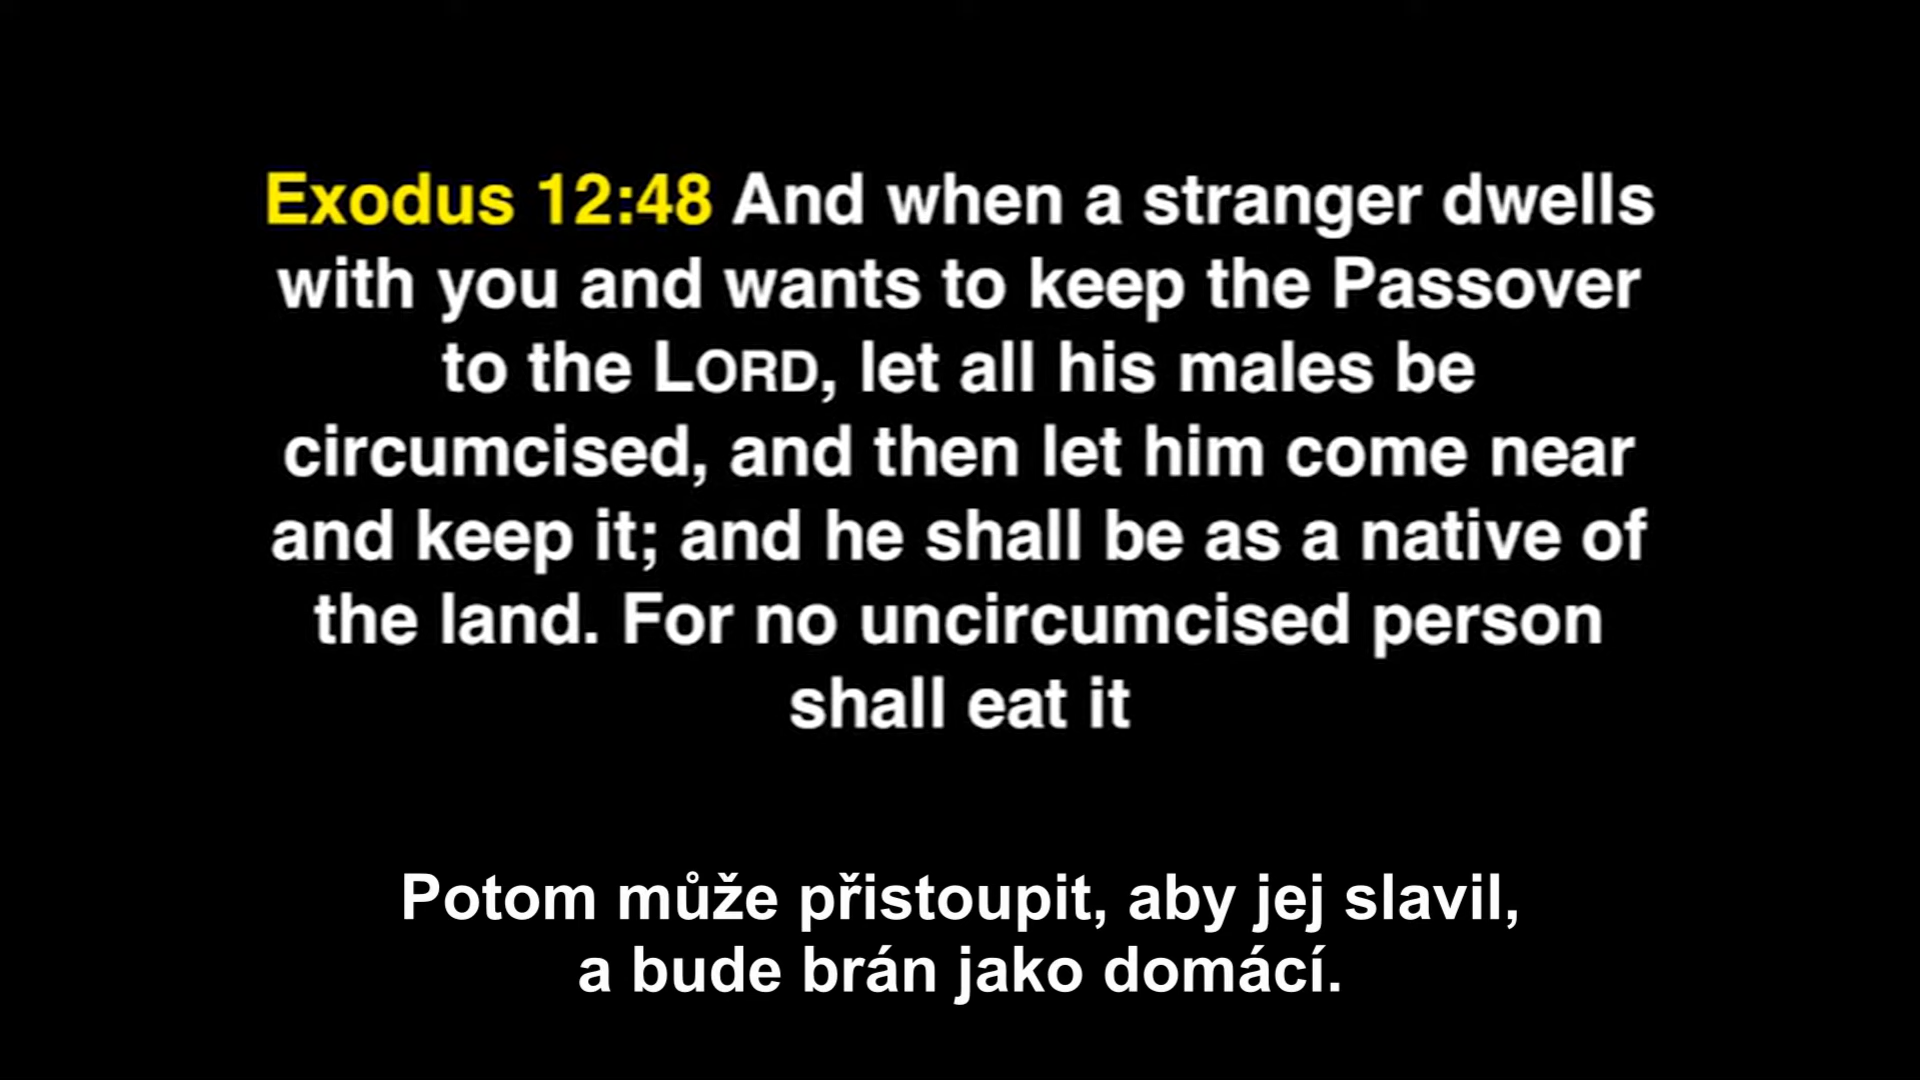 Exodus 12:48 And when a stranger dwells
with you and wants to keep the Passover
to the LORD, let all his males be
circumcised, and then let him come near
and keep it; and he shall be as a native of
the land. For no uncircumcised person
shall eat it
Potom může přistoupit, aby jej slavil,
a bude brán jako domácí.